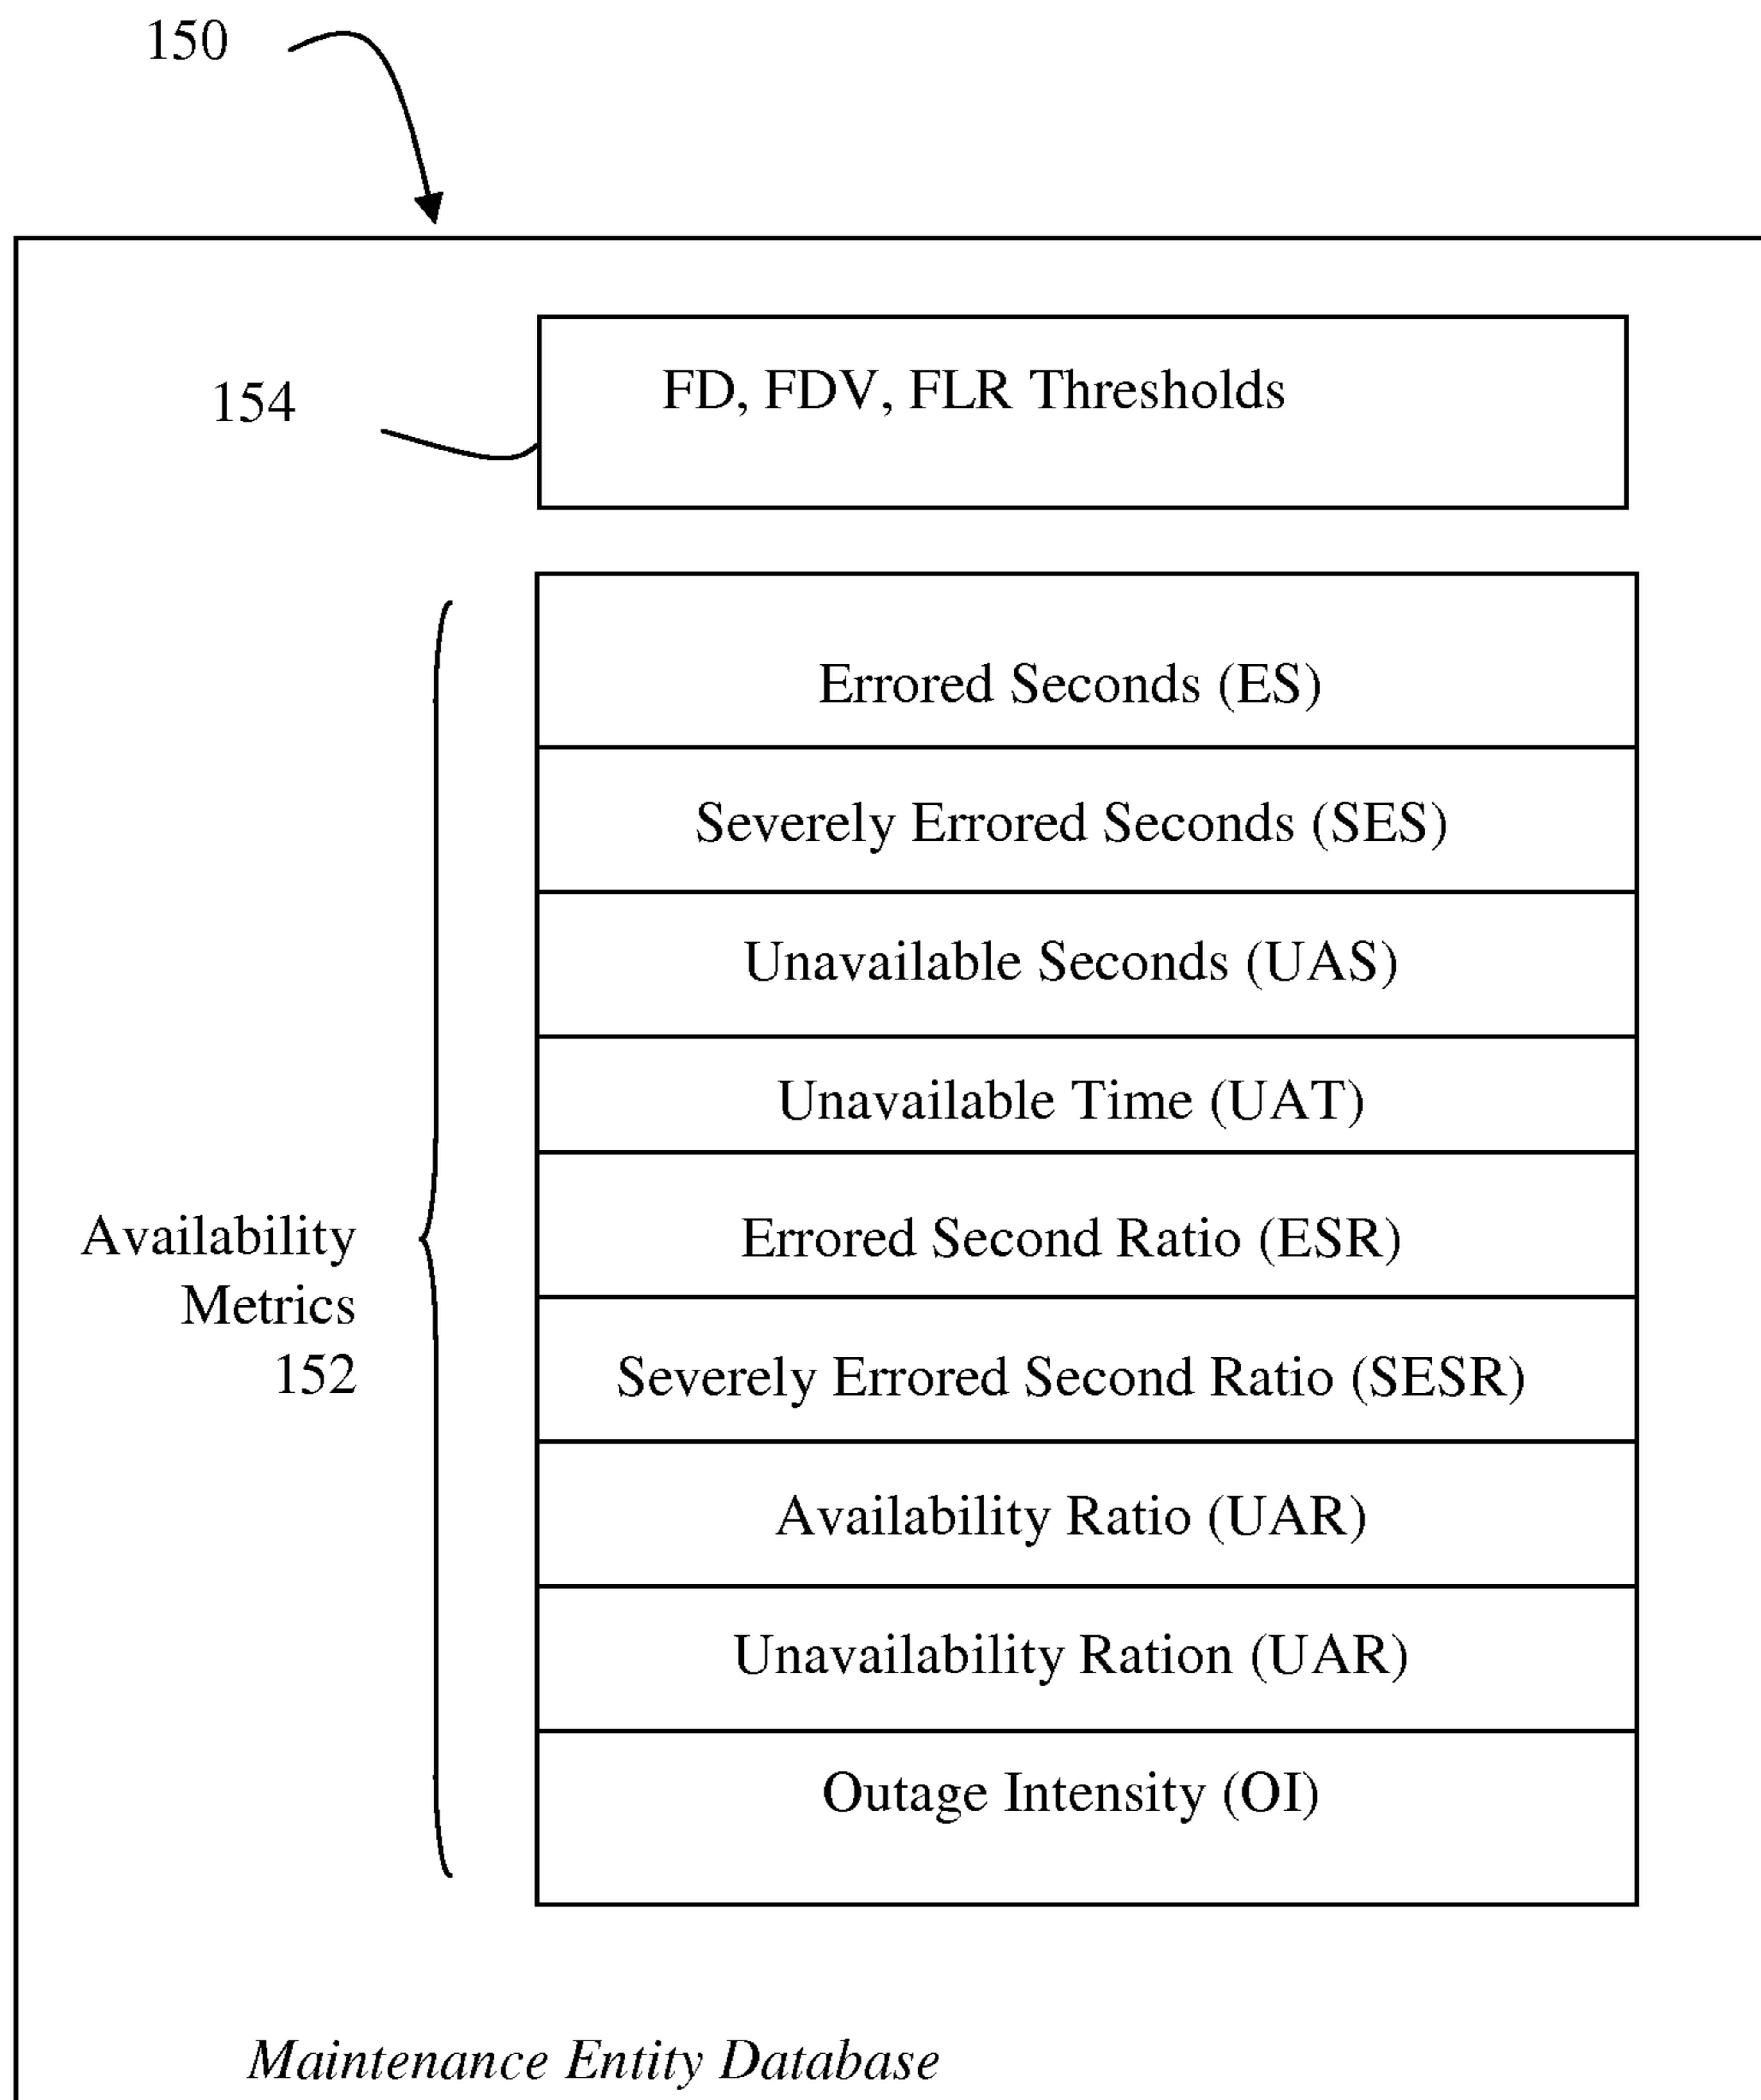 150
154
FD, FDV, FLR Thresholds
Errored Seconds (ES)
Severely Errored Seconds (SES)
Unavailable Seconds (UAS)
Unavailable Time (UAT)
Availability
Metrics
152
Errored Second Ratio (ESR)
Severely Errored Second Ratio (SESR)
Availability Ratio (UAR)
Unavailability Ration (UAR)
Outage Intensity (OI)
Maintenance Entity Database